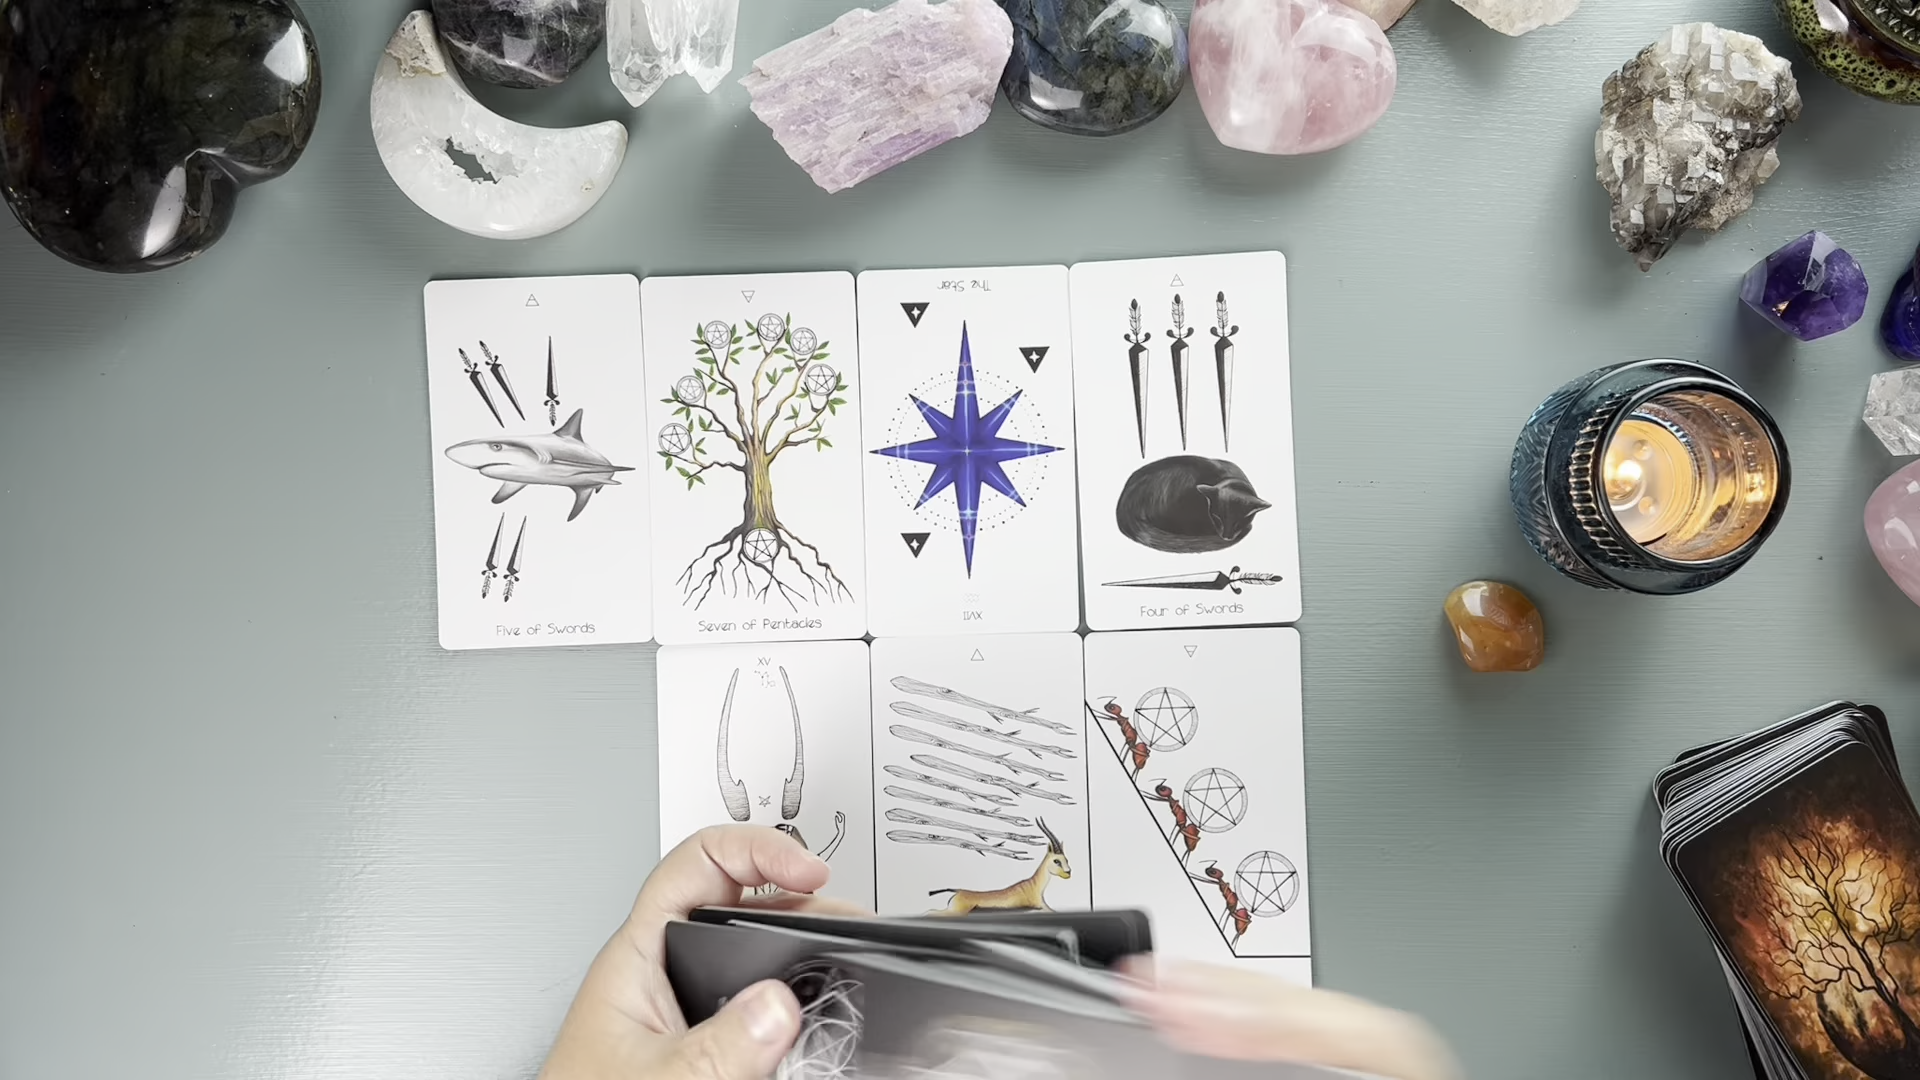 Five of Swords
Seven of Pentacles
The Star
XVII
Four of Swords
XV